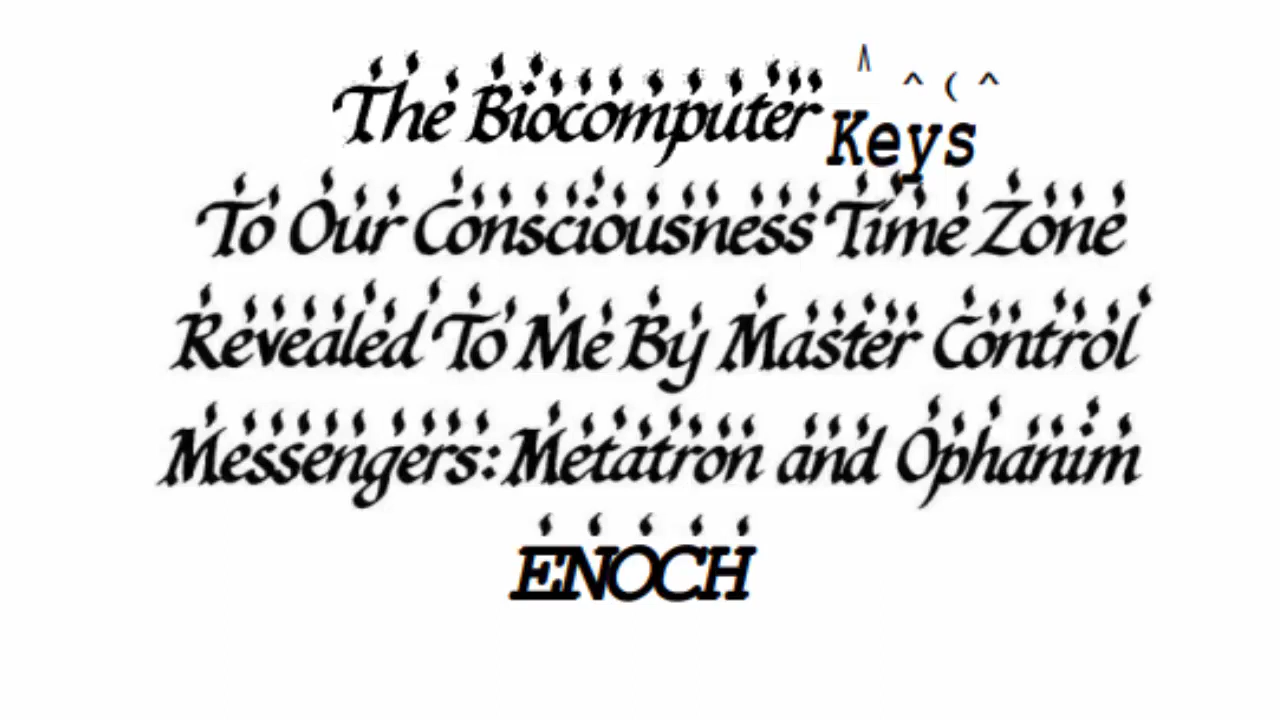 The Biocomputer Keys
To Our Consciousness Time Zone
Revealed To Me By Master Control
Messengers: Metatron and Ophanim
ENOCH